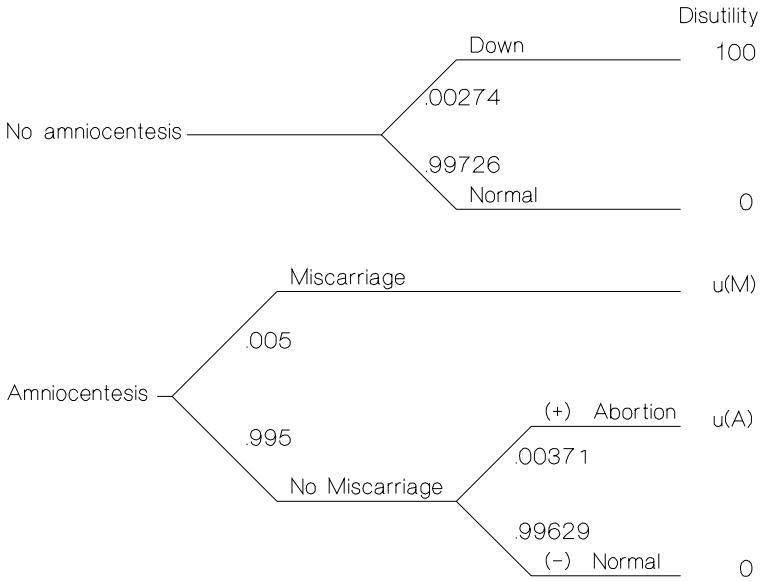 Disutility
Down 100
.00274
No amniocentesis
.99726
Normal 0
Miscarriage u(M)
.005
Amniocentesis
(+) Abortion u(A)
.995
.00371
No Miscarriage
.99629
(-) Normal 0